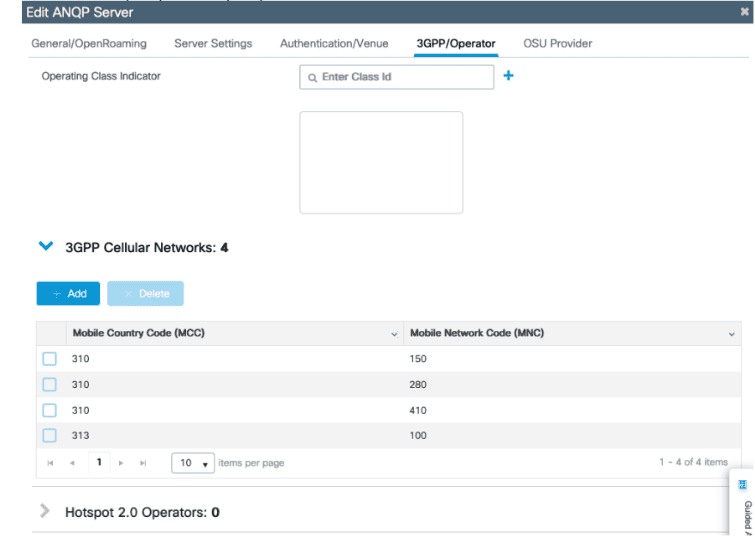 Edit ANQP Server
General/OpenRoaming Server Settings Authentication/Venue 3GPP/Operator OSU Provider
Operating Class Indicator Enter Class Id
3GPP Cellular Networks: 4
Add Delete
Mobile Country Code (MCC) Mobile Network Code (MNC)
310 150
310 280
310 410
313 100
1 10 items per page 1 - 4 of 4 items
Hotspot 2.0 Operators: 0
Guided